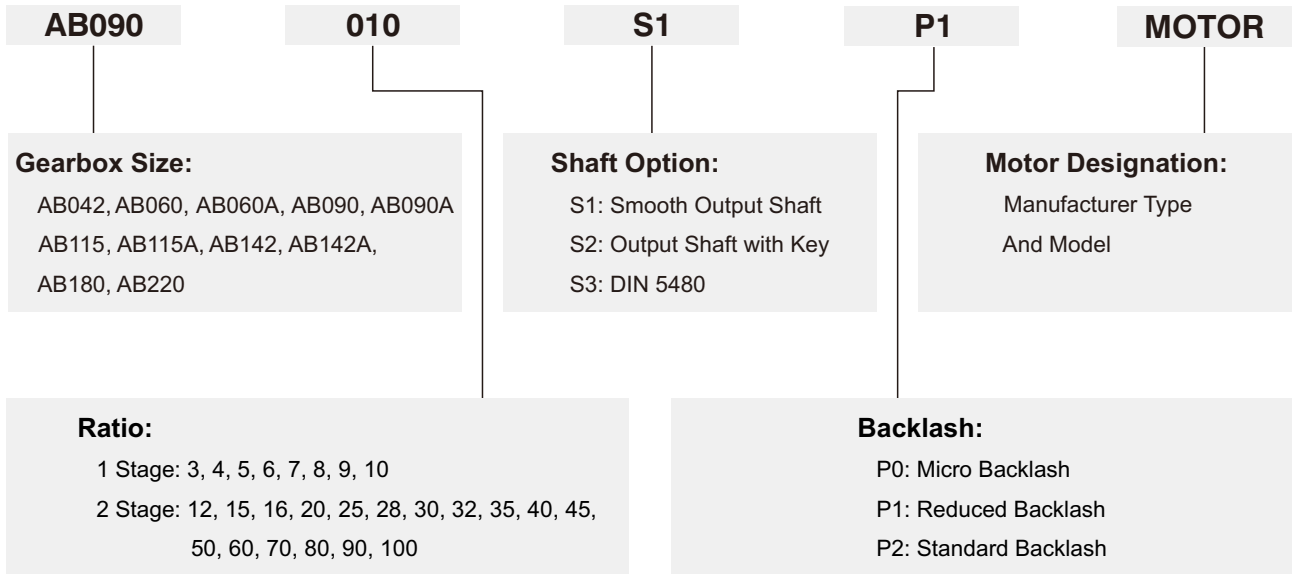 AB090 010 S1 P1 MOTOR
Gearbox Size:
AB042, AB060, AB060A, AB090, AB090A
AB115, AB115A, AB142, AB142A,
AB180, AB220
Shaft Option:
S1: Smooth Output Shaft
S2: Output Shaft with Key
S3: DIN 5480
Motor Designation:
Manufacturer Type
And Model
Ratio:
1 Stage: 3, 4, 5, 6, 7, 8, 9, 10
2 Stage: 12, 15, 16, 20, 25, 28, 30, 32, 35, 40, 45,
50, 60, 70, 80, 90, 100
Backlash:
P0: Micro Backlash
P1: Reduced Backlash
P2: Standard Backlash